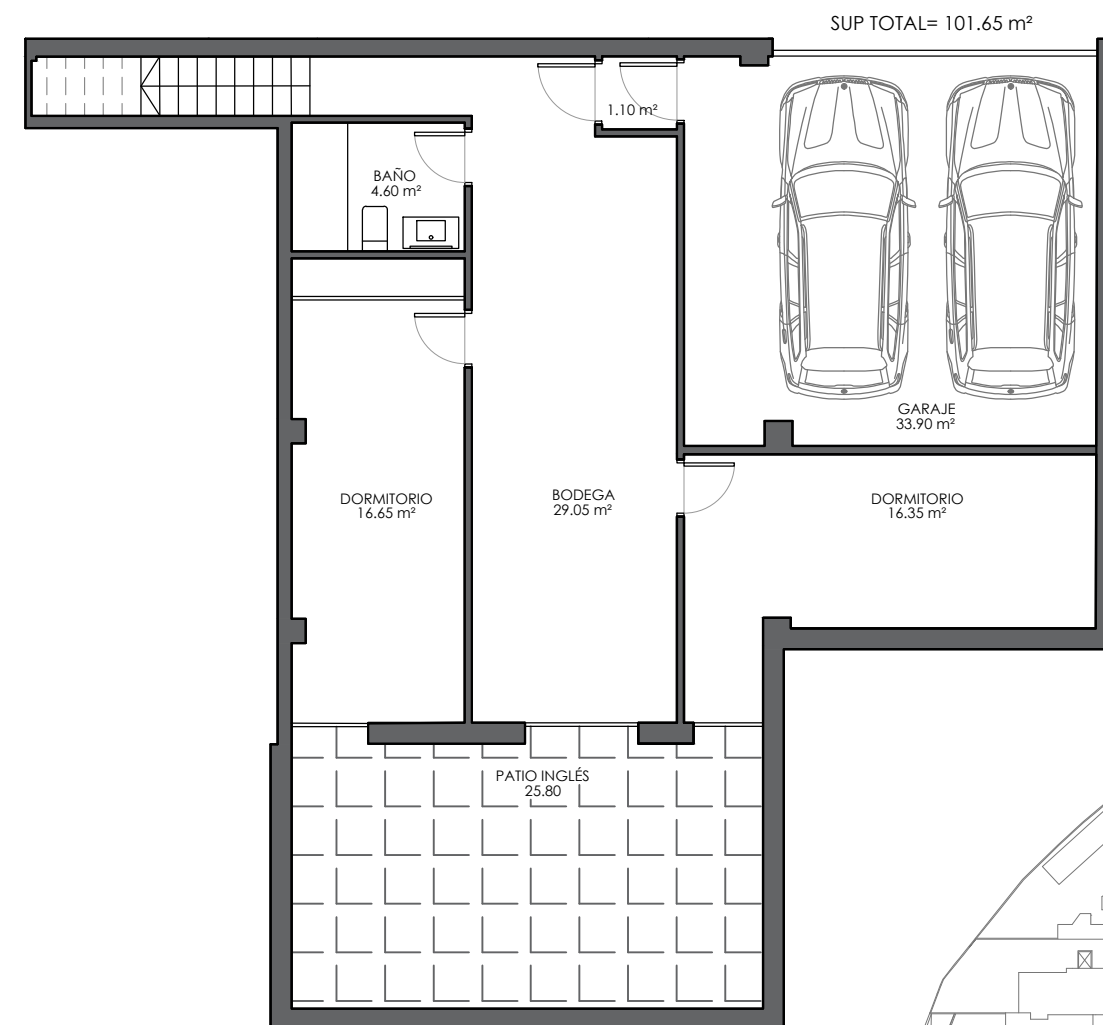 SUP TOTAL= 101.65 m²
1.10 m²
BAÑO
4.60 m²
GARAJE
33.90 m²
DORMITORIO
16.65 m²
BODEGA
29.05 m²
DORMITORIO
16.35 m²
PATIO INGLÉS
25.80